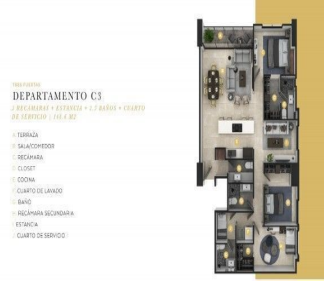 DEPARTAMENTO C3
2 RECÁMARAS + ESTANCIA + 2.5 BAÑOS + CUARTO
DE SERVICIO | M2
TERRAZA
SALA/COMEDOR
RECÁMARA
CLOSET
COCINA
CUARTO DE LAVADO
BAÑO
RECÁMARA SECUNDARIA
ESTANCIA
CUARTO DE SERVICIO